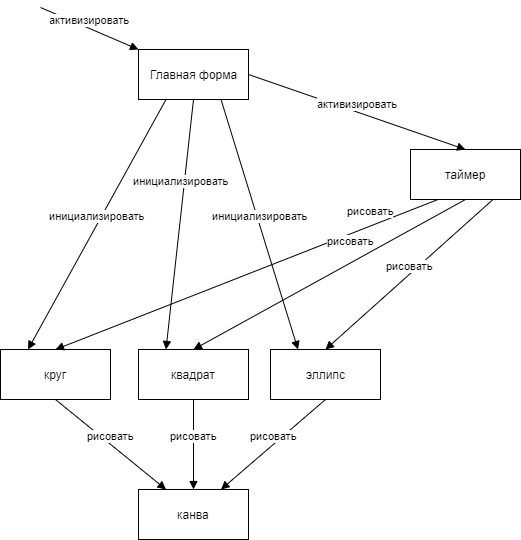 активизировать
Главная форма
активизировать
таймер
инициализировать
рисовать
инициализировать
инициализировать
рисовать
рисовать
круг
квадрат
эллипс
рисовать
рисовать
рисовать
канва